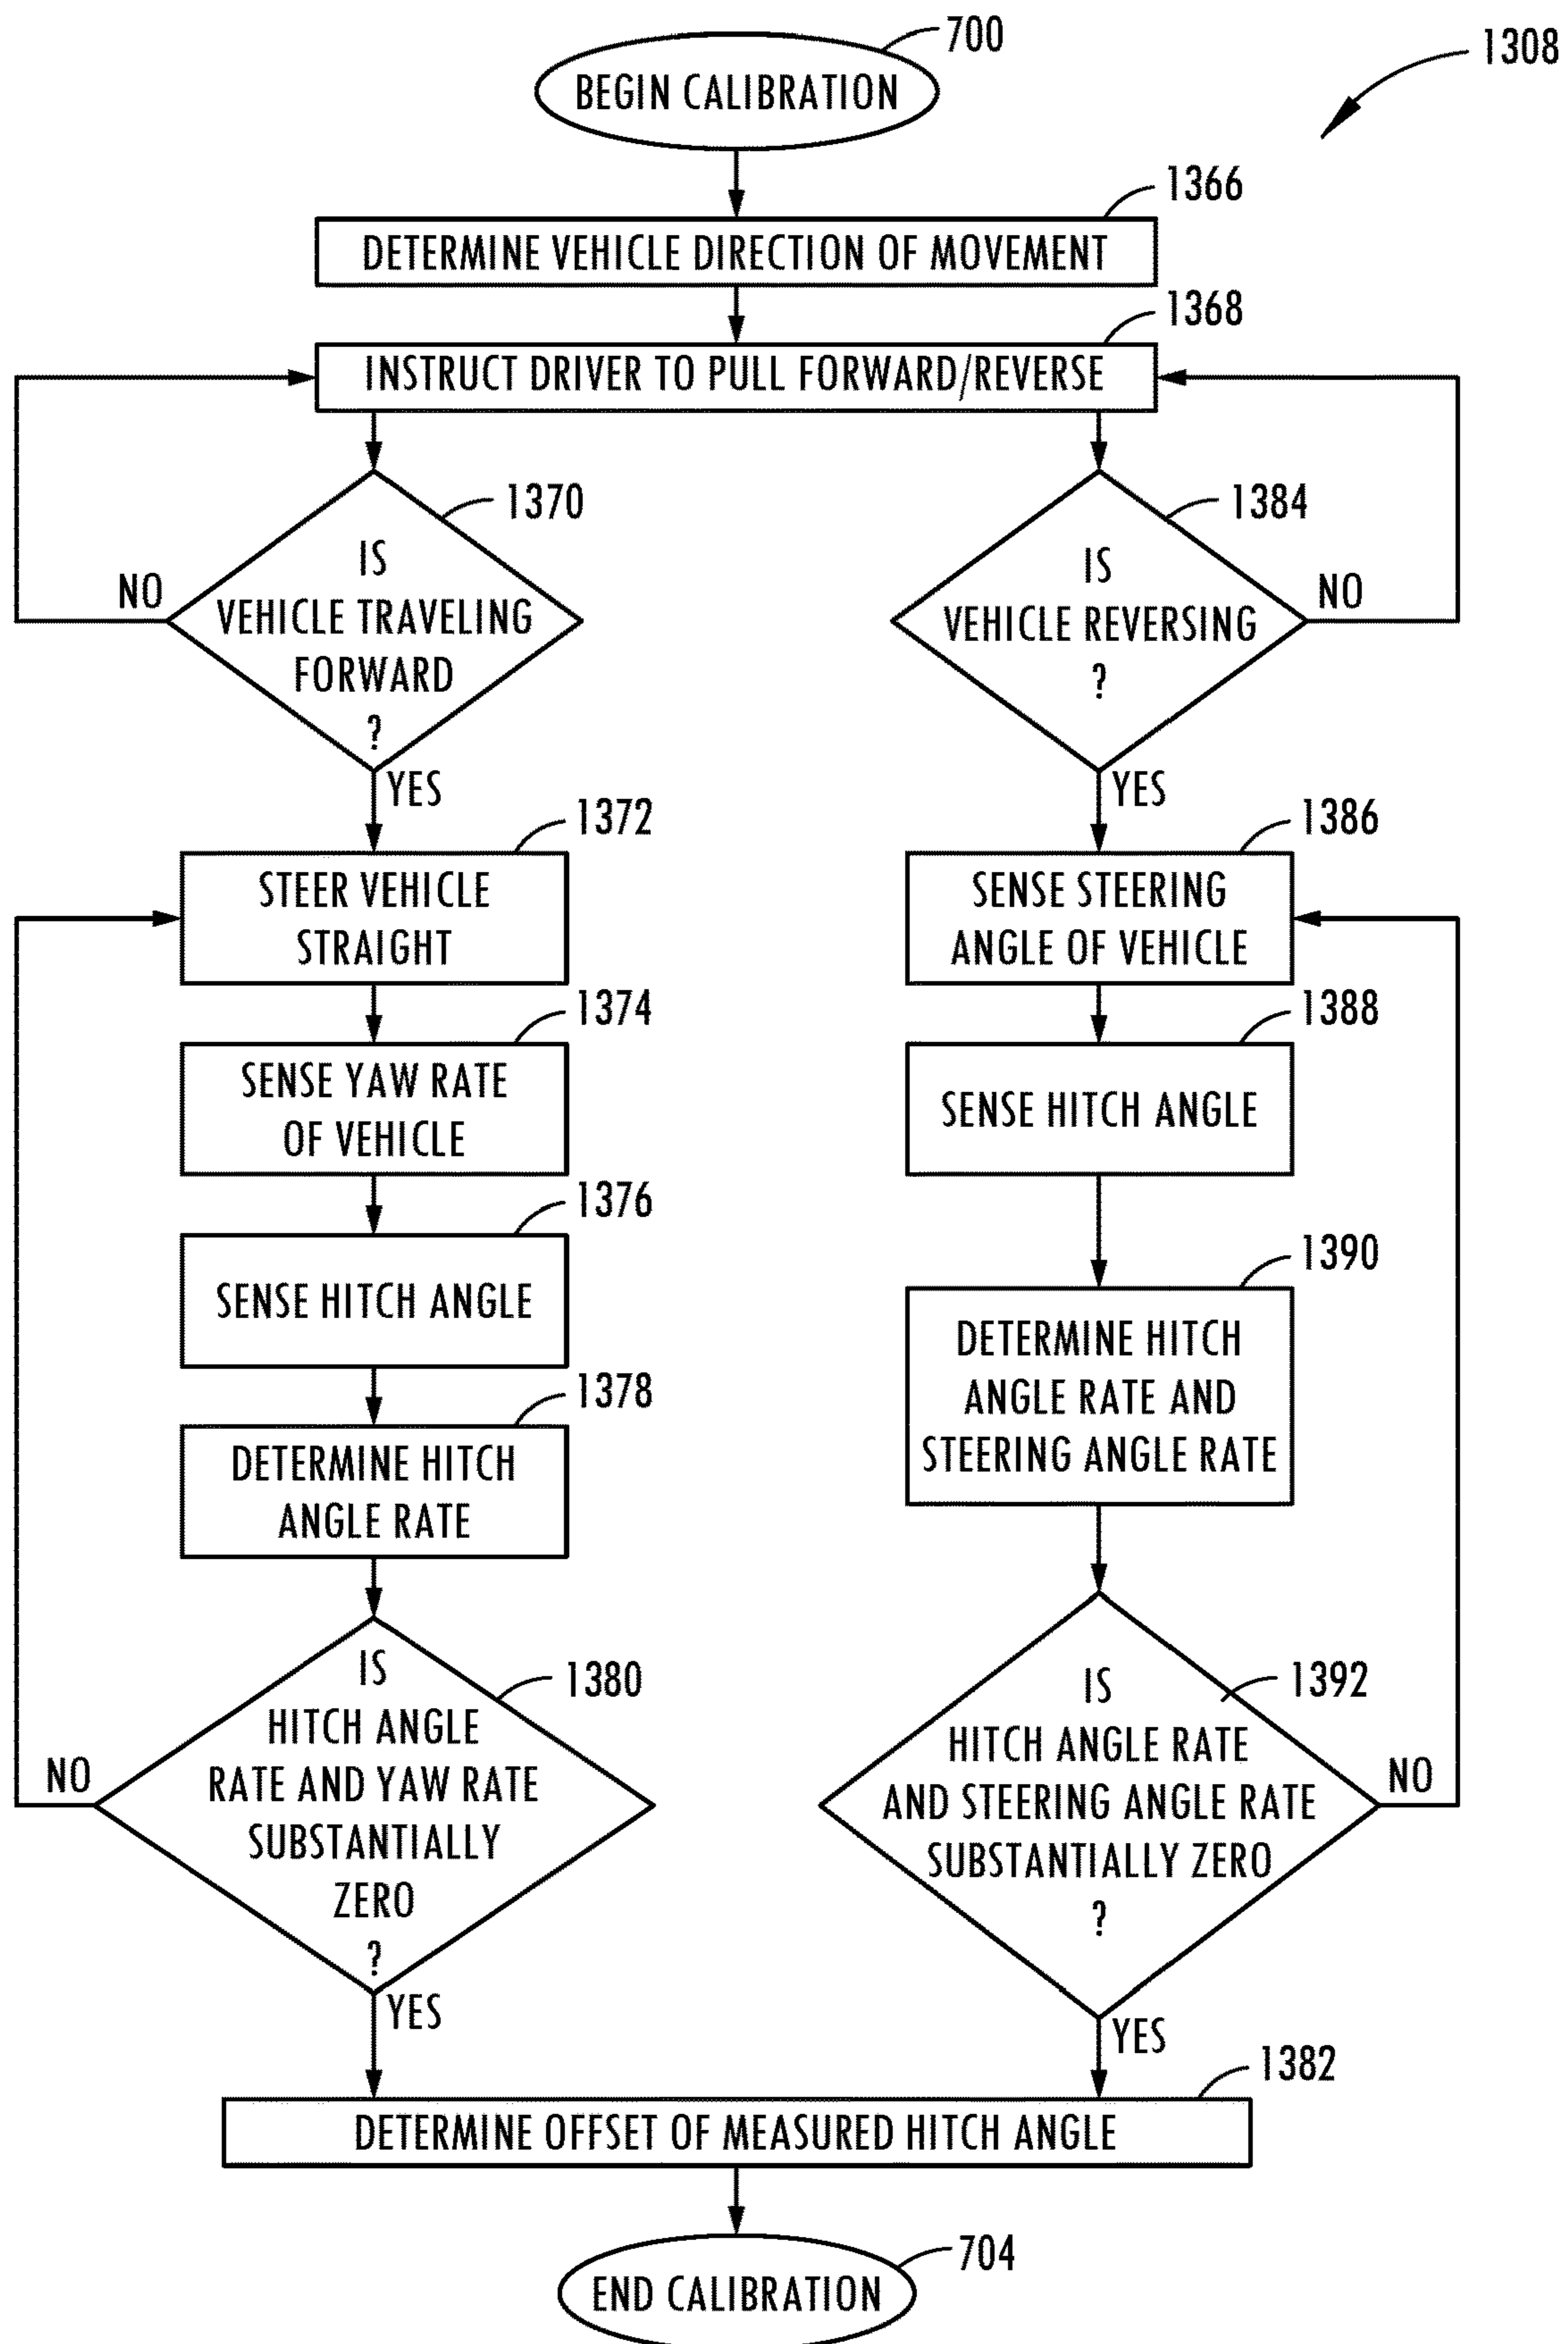 700
1308
BEGIN CALIBRATION
1366
DETERMINE VEHICLE DIRECTION OF MOVEMENT
1368
INSTRUCT DRIVER TO PULL FORWARD/REVERSE
1370
IS
VEHICLE TRAVELING
FORWARD
?
NO
YES
1372
STEER VEHICLE
STRAIGHT
1374
SENSE YAW RATE
OF VEHICLE
1376
SENSE HITCH ANGLE
1378
DETERMINE HITCH
ANGLE RATE
1380
IS
HITCH ANGLE
RATE AND YAW RATE
SUBSTANTIALLY
ZERO
?
NO
YES
1384
IS
VEHICLE REVERSING
?
NO
YES
1386
SENSE STEERING
ANGLE OF VEHICLE
1388
SENSE HITCH ANGLE
1390
DETERMINE HITCH
ANGLE RATE AND
STEERING ANGLE RATE
1392
IS
HITCH ANGLE RATE
AND STEERING ANGLE RATE
SUBSTANTIALLY ZERO
?
NO
YES
1382
DETERMINE OFFSET OF MEASURED HITCH ANGLE
704
END CALIBRATION